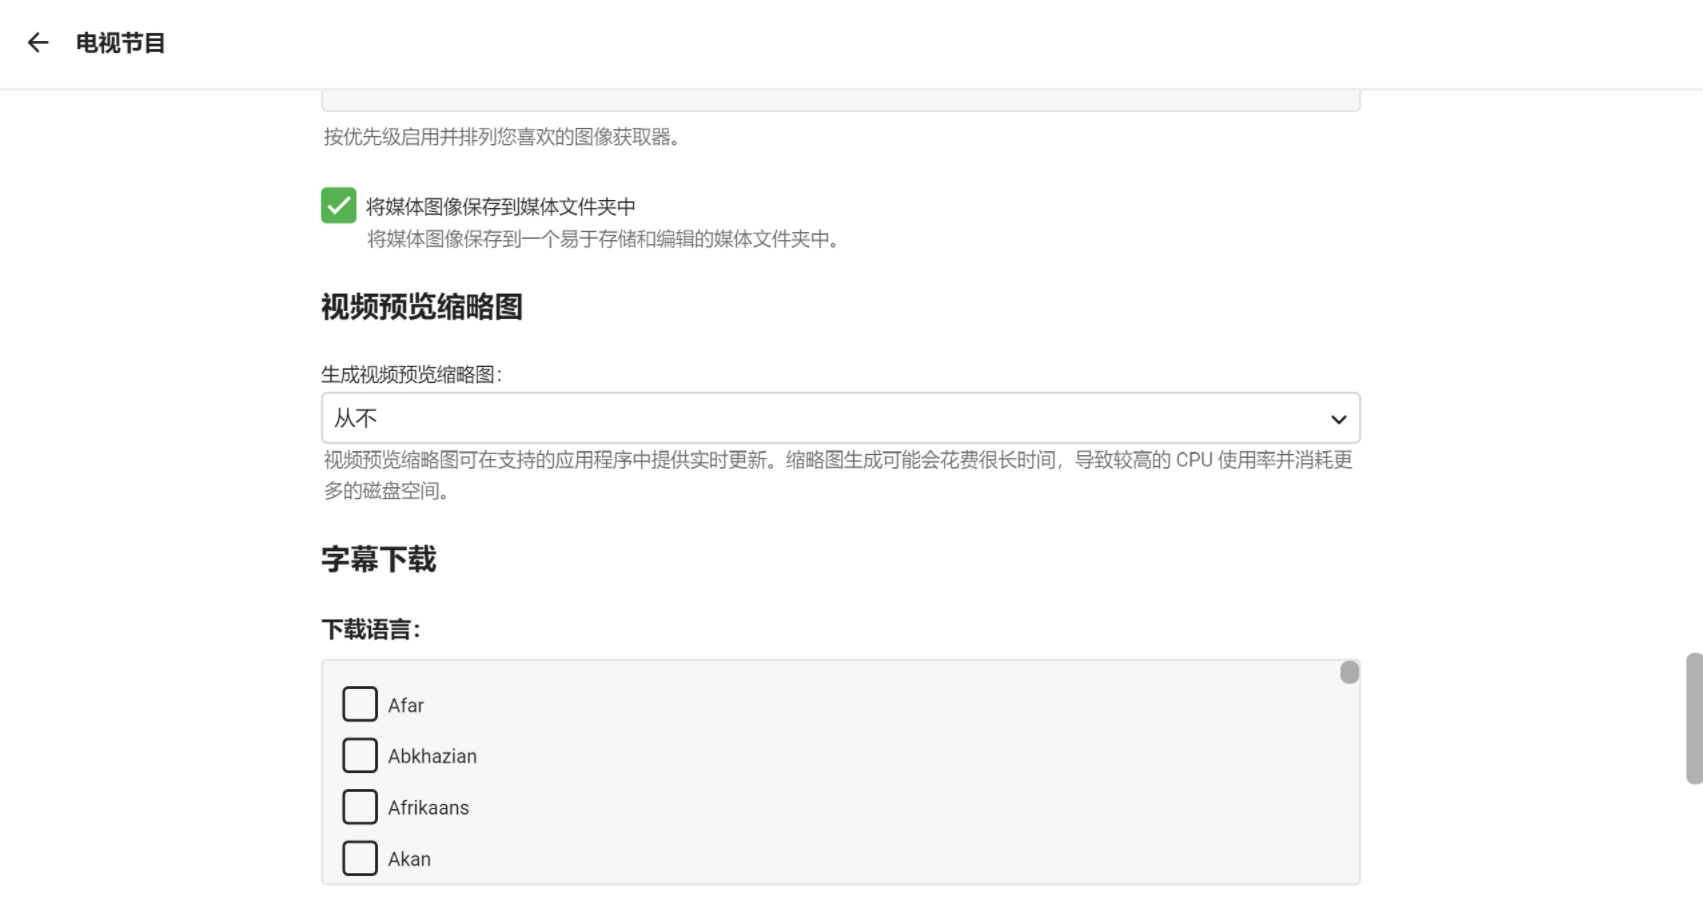 电视节目
按优先级启用并排列您喜欢的图像获取器。
将媒体图像保存到媒体文件夹中
将媒体图像保存到一个易于存储和编辑的媒体文件夹中。
视频预览缩略图
生成视频预览缩略图：
从不
视频预览缩略图可在支持的应用程序中提供实时更新。缩略图生成可能会花费很长时间，导致较高的 CPU 使用率并消耗更
多的磁盘空间。
字幕下载
下载语言：
Afar
Abkhazian
Afrikaans
Akan